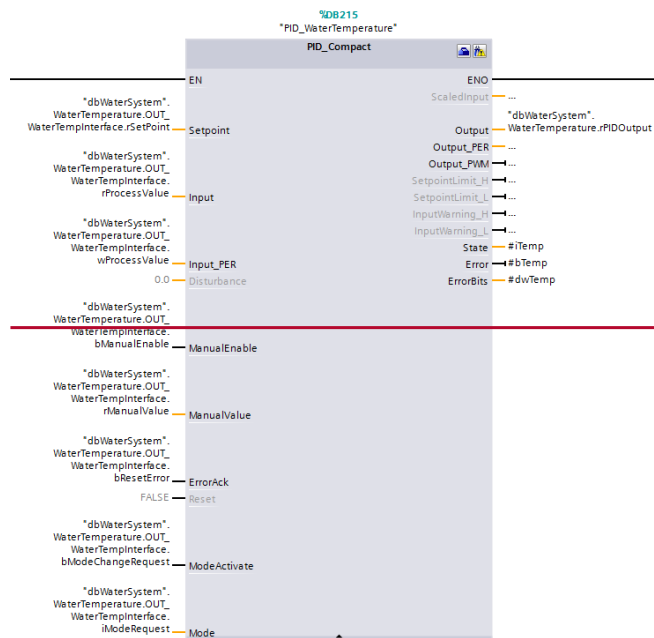 %DB215
"PID_WaterTemperature"
PID_Compact
EN
ENO
ScaledInput
...
"dbWaterSystem".
WaterTemperature.OUT_
WaterTempInterface.rSetPoint
Setpoint
"dbWaterSystem".
WaterTemperature.rPIDOutput
Output
Output_PER
...
Output_PWM
...
SetpointLimit_H
...
SetpointLimit_L
...
InputWarning_H
...
InputWarning_L
...
"dbWaterSystem".
WaterTemperature.OUT_
WaterTempInterface.
rProcessValue
Input
"dbWaterSystem".
WaterTemperature.OUT_
WaterTempInterface.
wProcessValue
Input_PER
State
#iTemp
Error
#bTemp
ErrorBits
#dwTemp
0.0
Disturbance
"dbWaterSystem".
WaterTemperature.OUT_
WaterTempInterface.
bManualEnable
ManualEnable
"dbWaterSystem".
WaterTemperature.OUT_
WaterTempInterface.
rManualValue
ManualValue
"dbWaterSystem".
WaterTemperature.OUT_
WaterTempInterface.
bResetError
ErrorAck
FALSE
Reset
"dbWaterSystem".
WaterTemperature.OUT_
WaterTempInterface.
bModeChangeRequest
ModeActivate
"dbWaterSystem".
WaterTemperature.OUT_
WaterTempInterface.
iModeRequest
Mode